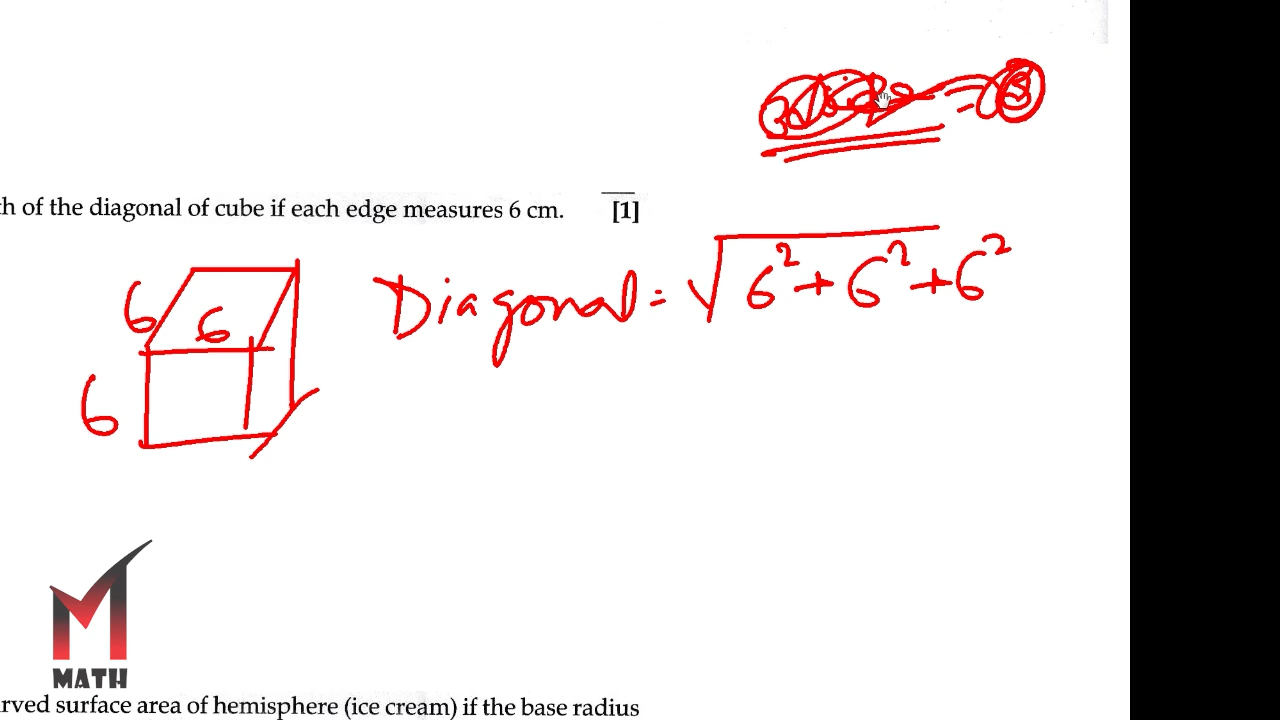 th of the diagonal of cube if each edge measures 6 cm. [1]
Diagonal = √6² + 6² + 6²
6
6
6
MATH
rved surface area of hemisphere (ice cream) if the base radius